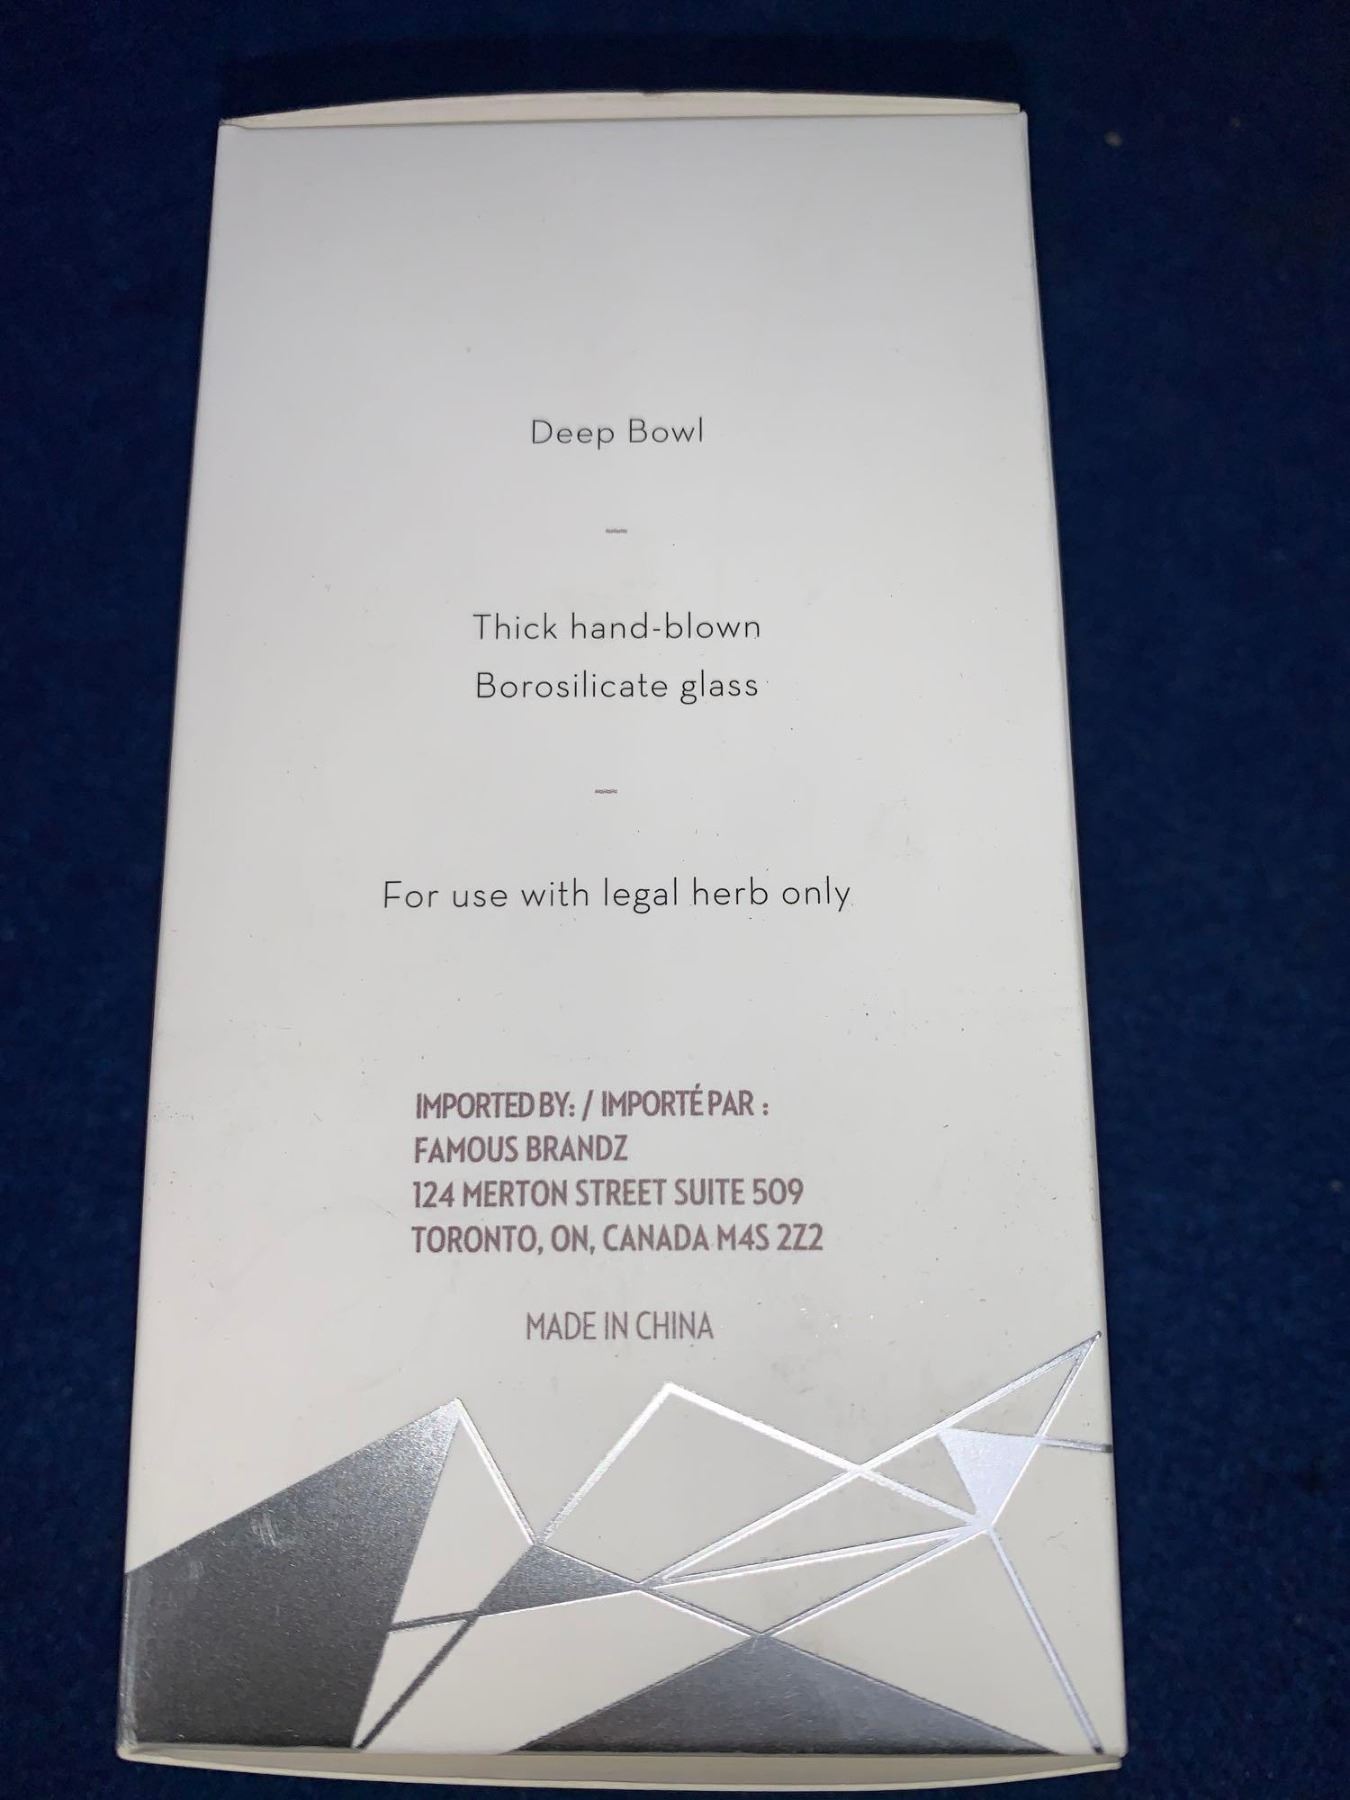 Deep Bowl
Thick hand-blown
Borosilicate glass
For use with legal herb only
IMPORTED BY: / IMPORTÉ PAR :
FAMOUS BRANDZ
124 MERTON STREET SUITE 509
TORONTO, ON, CANADA M4S 2Z2
MADE IN CHINA